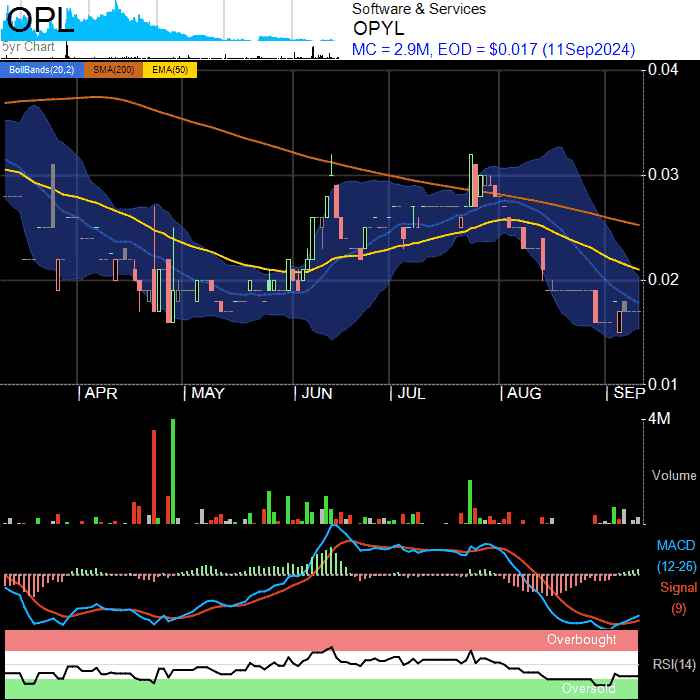 OPL
5yr Chart
Software & Services
OPYL
MC = 2.9M, EOD = $0.017 (11Sep2024)
BollBands(20,2) SMA(200) EMA(50)
0.04
0.03
0.02
0.01
APR MAY JUN JUL AUG SEP
4M
Volume
MACD
(12-26)
Signal
(9)
Overbought
RSI(14)
Oversold